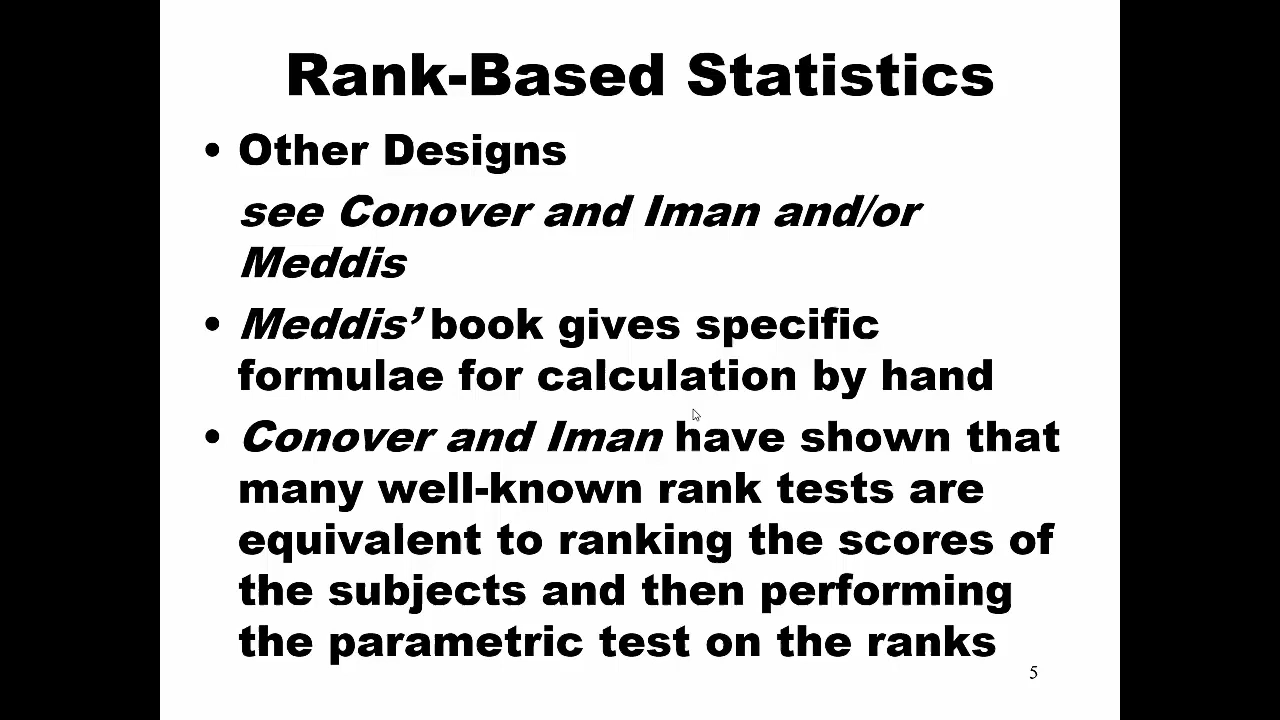 Rank-Based Statistics
• Other Designs
see Conover and Iman and/or
Meddis
• Meddis’ book gives specific
formulae for calculation by hand
• Conover and Iman have shown that
many well-known rank tests are
equivalent to ranking the scores of
the subjects and then performing
the parametric test on the ranks
5